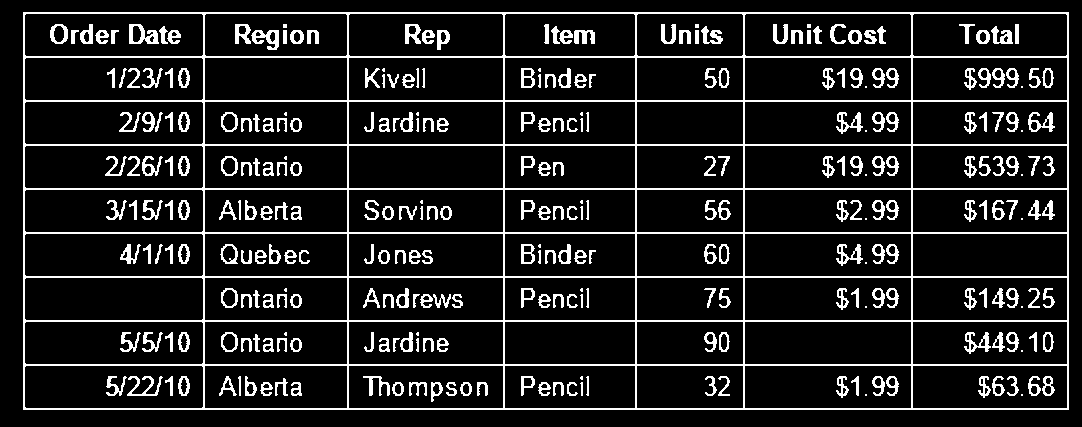 Order Date Region Rep Item Units Unit Cost Total
1/23/10 Kivell Binder 50 $19.99 $999.50
2/9/10 Ontario Jardine Pencil $4.99 $179.64
2/26/10 Ontario Pen 27 $19.99 $539.73
3/15/10 Alberta Sorvino Pencil 56 $2.99 $167.44
4/1/10 Quebec Jones Binder 60 $4.99
Ontario Andrews Pencil 75 $1.99 $149.25
5/5/10 Ontario Jardine 90 $449.10
5/22/10 Alberta Thompson Pencil 32 $1.99 $63.68